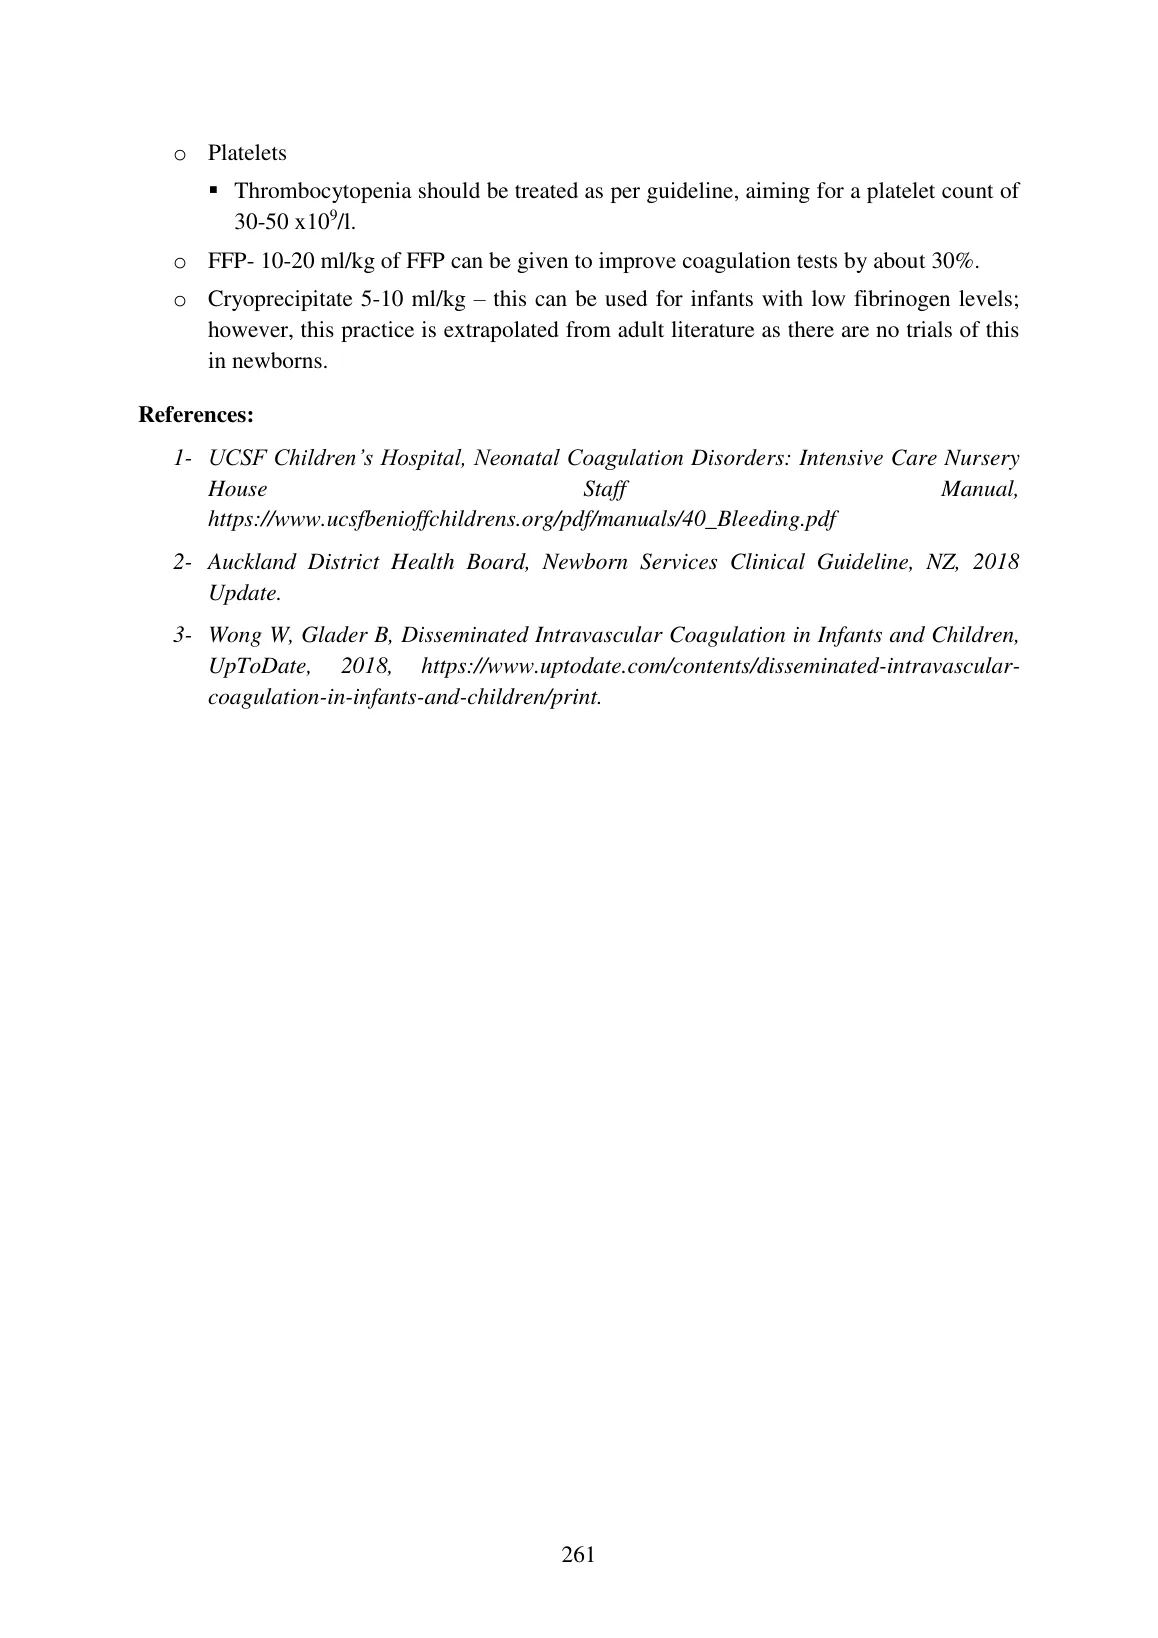 o Platelets
▪ Thrombocytopenia should be treated as per guideline, aiming for a platelet count of
30-50 x10⁹/l.
o FFP- 10-20 ml/kg of FFP can be given to improve coagulation tests by about 30%.
o Cryoprecipitate 5-10 ml/kg – this can be used for infants with low fibrinogen levels;
however, this practice is extrapolated from adult literature as there are no trials of this
in newborns.
References:
1- UCSF Children’s Hospital, Neonatal Coagulation Disorders: Intensive Care Nursery
House Staff Manual,
https://www.ucsfbenioffchildrens.org/pdf/manuals/40_Bleeding.pdf
2- Auckland District Health Board, Newborn Services Clinical Guideline, NZ, 2018
Update.
3- Wong W, Glader B, Disseminated Intravascular Coagulation in Infants and Children,
UpToDate, 2018, https://www.uptodate.com/contents/disseminated-intravascular-
coagulation-in-infants-and-children/print.
261